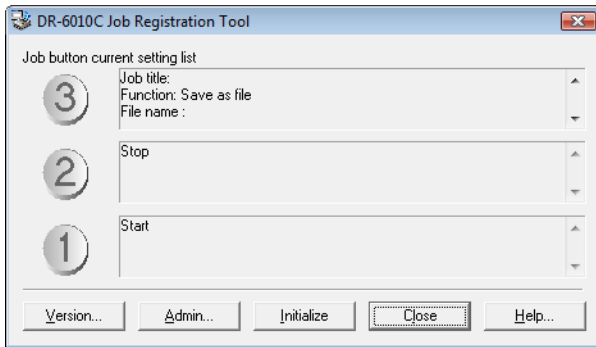 DR-6010C Job Registration Tool
Job button current setting list
3
Job title:
Function: Save as file
File name :
2
Stop
1
Start
Version... Admin... Initialize Close Help...